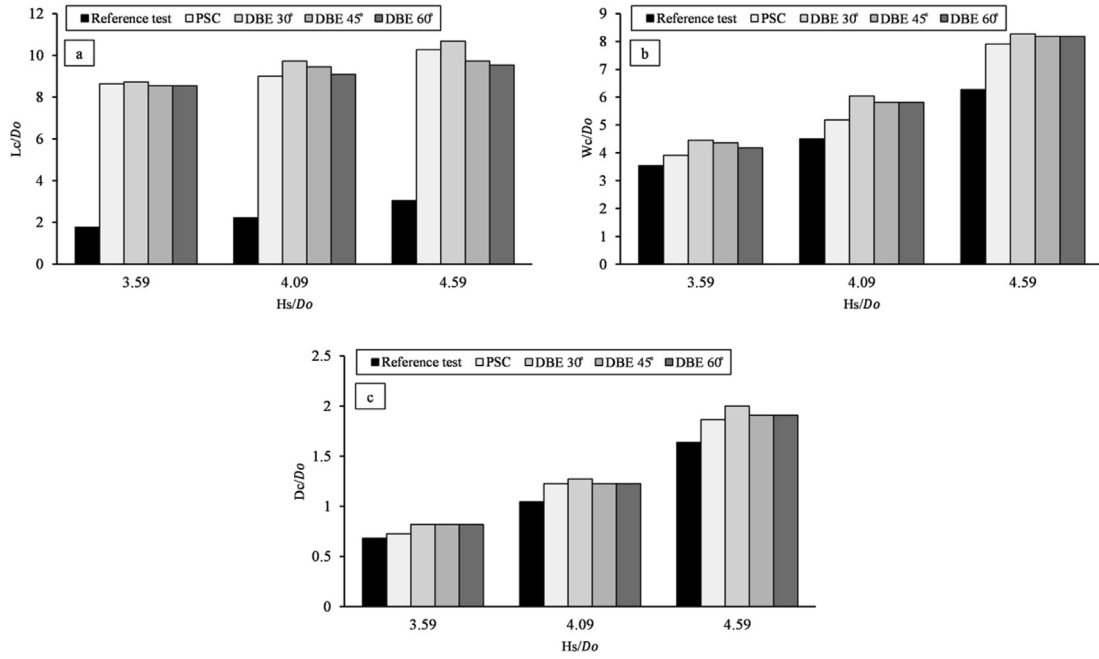 Reference test PSC DBE 30° DBE 45° DBE 60°
a
12
10
8
6
4
2
0
Lc/Do
3.59 4.09 4.59
Hs/Do
Reference test PSC DBE 30° DBE 45° DBE 60°
b
9
8
7
6
5
4
3
2
1
0
Wc/Do
3.59 4.09 4.59
Hs/Do
Reference test PSC DBE 30° DBE 45° DBE 60°
c
2.5
2
1.5
1
0.5
0
Dc/Do
3.59 4.09 4.59
Hs/Do